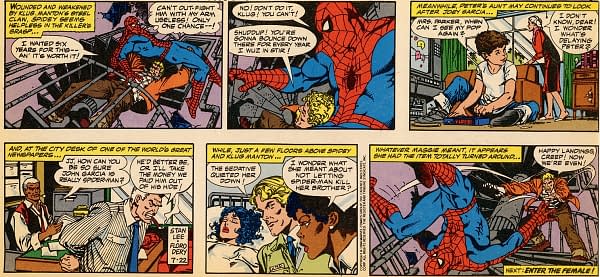 WOUNDED AND WEAKENED
BY KLUG MANTON'S STEEL
CLAW, SPIDEY SEEMS
HELPLESS IN THE KILLER'S
GRASP...
I WAITED SIX
YEARS FOR THIS--
AN' IT'S WORTH IT!
CAN'T OUT-FIGHT
HIM WITH MY ARM
USELESS! ONLY
ONE CHANCE--!
NO! DON'T DO IT,
KLUG! YOU CAN'T!
SHUDDUP! YOU'RE
GONNA BOUNCE DOWN
THERE FOR EVERY YEAR
I WUZ IN STIR!
MEANWHILE, PETER'S AUNT MAY CONTINUES TO LOOK
AFTER JOEY GARCIA...
MRS. PARKER, WHEN
CAN I SEE MY POP
AGAIN?
I DON'T
KNOW, DEAR!
I WONDER
WHAT'S
DELAYING
PETER?
AND, AT THE CITY DESK OF ONE OF THE WORLD'S GREAT
NEWSPAPERS...
JJ, HOW CAN YOU
BE SO SURE
JOHN GARCIA IS
REALLY SPIDER-MAN?
HE'D BETTER BE,
OR I'LL TAKE
THE MONEY WE
PAID HIM OUT
OF HIS HIDE!
STAN
LEE
&
FLORO
DERY
7-22
WHILE, JUST A FEW FLOORS ABOVE SPIDEY
AND KLUG MANTON...
THE SEDATIVE
QUIETED HER
DOWN!
I WONDER WHAT
SHE MEANT ABOUT
NOT LETTING
SPIDER-MAN KILL
HER BROTHER?
WHATEVER MAGGIE MEANT, IT APPEARS
SHE HAD THE ITEM TOTALLY TURNED AROUND...
HAPPY LANDINGS,
CREEP! NOW
WE'RE EVEN!
NEXT: ENTER THE FEMALE!